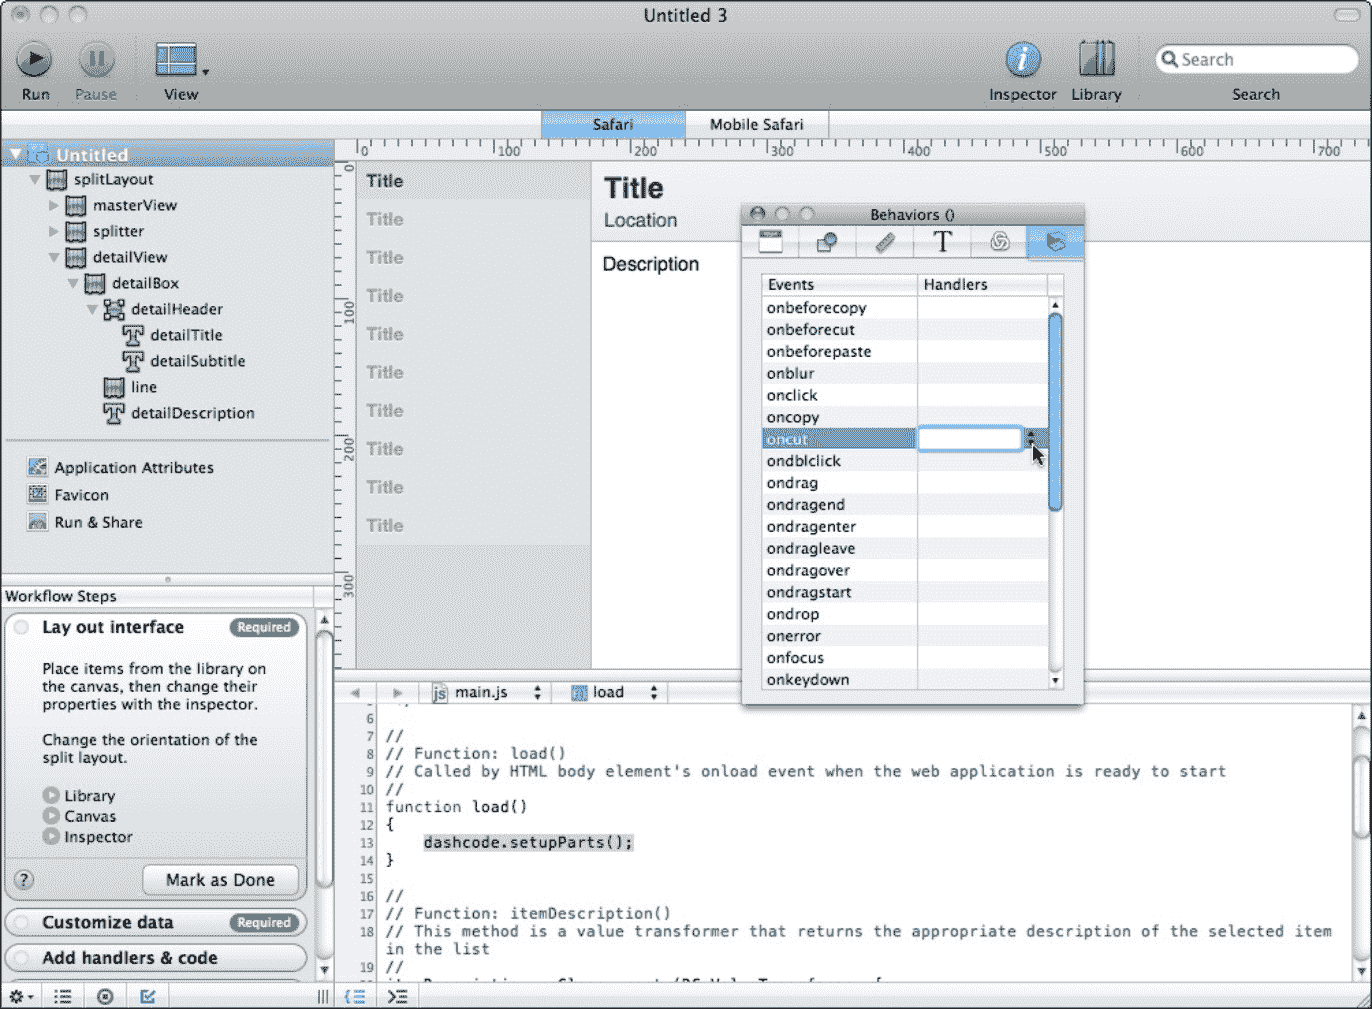 Untitled 3
Run Pause View Inspector Library Search
Search
Safari Mobile Safari
Untitled
splitLayout
masterView
splitter
detailView
detailBox
detailHeader
detailTitle
detailSubtitle
line
detailDescription
Application Attributes
Favicon
Run & Share
Workflow Steps
Lay out interface Required
Place items from the library on
the canvas, then change their
properties with the inspector.
Change the orientation of the
split layout.
Library
Canvas
Inspector
? Mark as Done
Customize data Required
Add handlers & code
0 100 200 300 400 500 600 700
0
100
200
300
Title
Title
Title
Title
Title
Title
Title
Title
Title
Title
Title
Location
Description
Behaviors ()
T
Events Handlers
onbeforecopy
onbeforecut
onbeforepaste
onblur
onclick
oncopy
oncut
ondblclick
ondrag
ondragend
ondragenter
ondragleave
ondragover
ondragstart
ondrop
onerror
onfocus
onkeydown
js main.js load
6
7 //
8 // Function: load()
9 // Called by HTML body element's onload event when the web application is ready to start
10 //
11 function load()
12 {
13 dashcode.setupParts();
14 }
15
16 //
17 // Function: itemDescription()
18 // This method is a value transformer that returns the appropriate description of the selected item
in the list
19 //